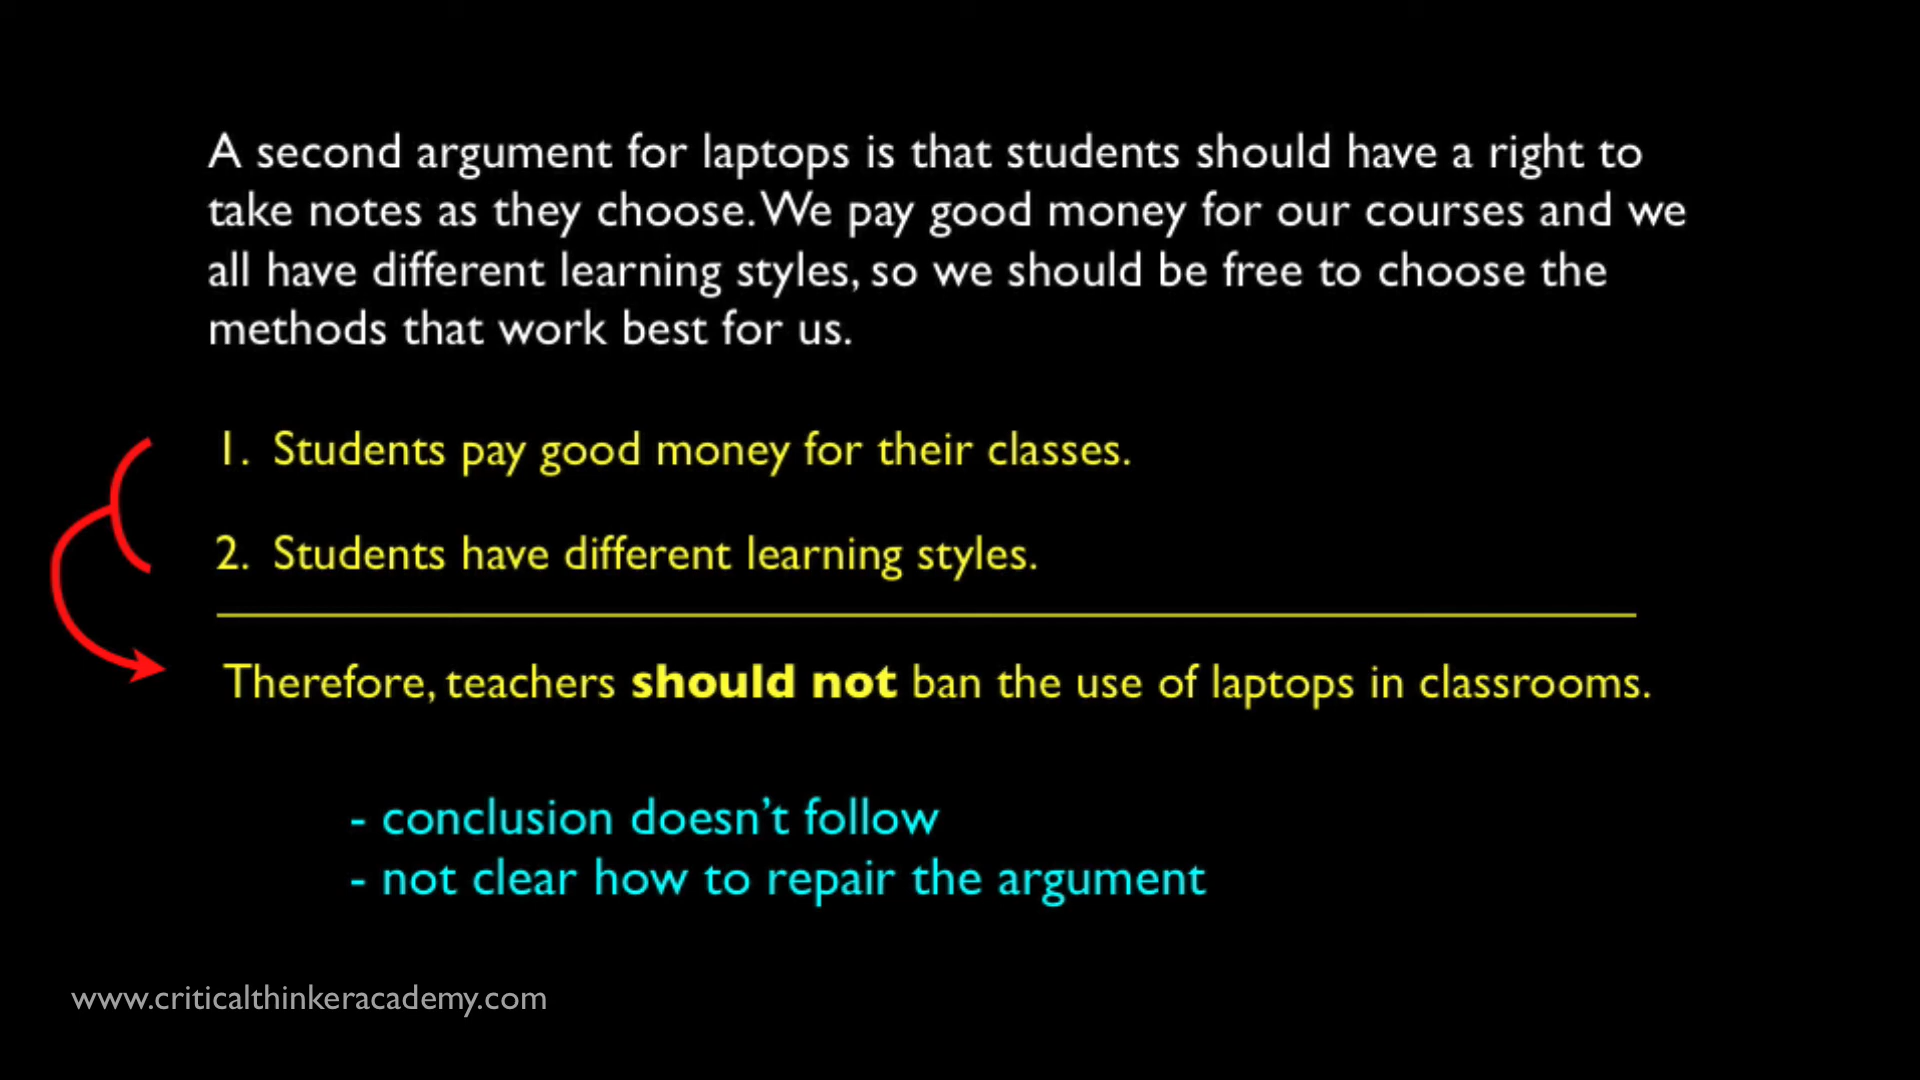 A second argument for laptops is that students should have a right to
take notes as they choose. We pay good money for our courses and we
all have different learning styles, so we should be free to choose the
methods that work best for us.
1. Students pay good money for their classes.
2. Students have different learning styles.
Therefore, teachers should not ban the use of laptops in classrooms.
- conclusion doesn’t follow
- not clear how to repair the argument
www.criticalthinkeracademy.com